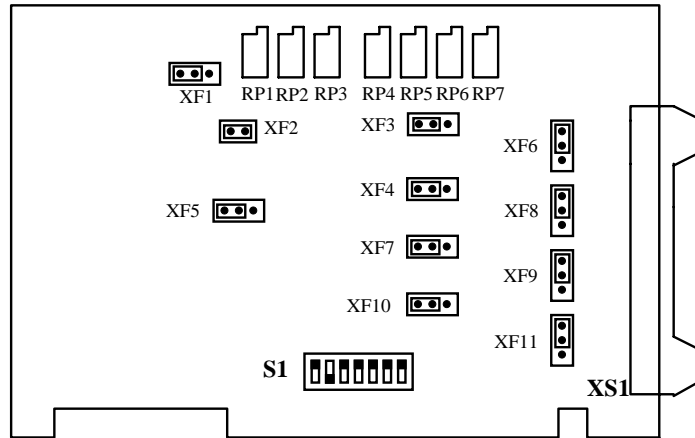 XF1
RP1 RP2 RP3 RP4 RP5 RP6 RP7
XF2
XF3
XF6
XF4
XF5
XF8
XF7
XF9
XF10
XF11
S1
XS1